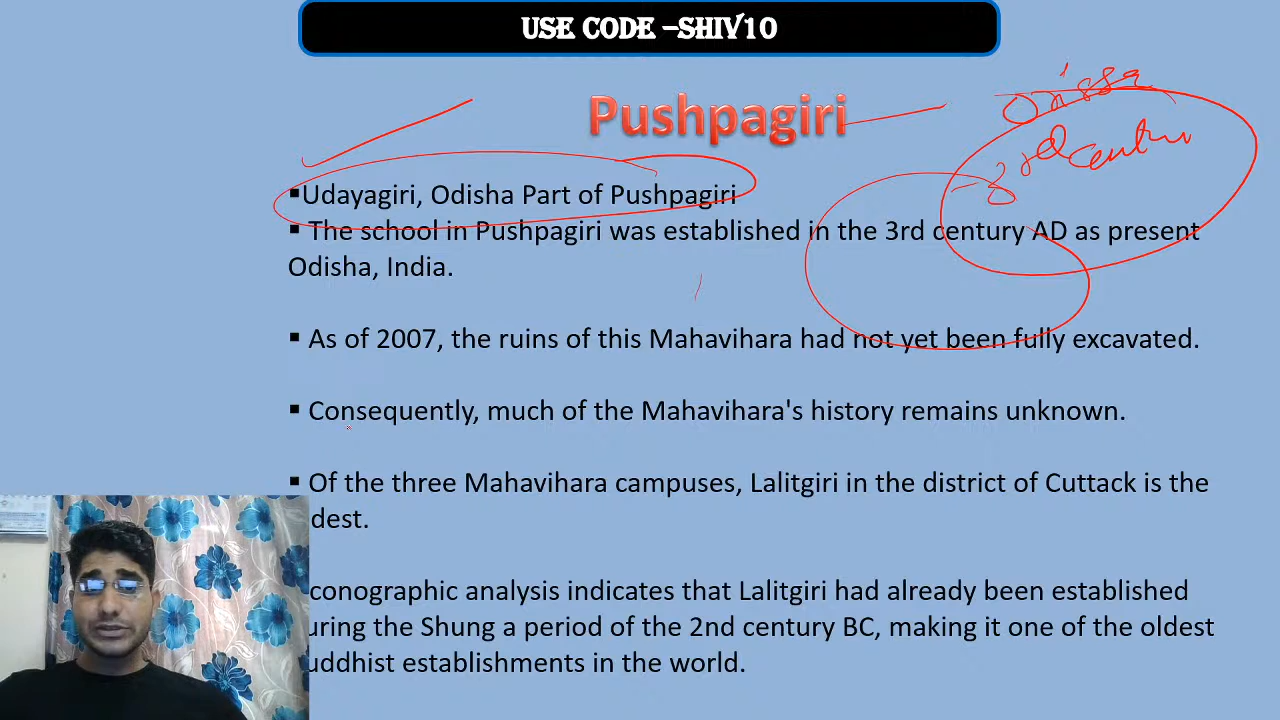 USE CODE –SHIV10
Pushpagiri
Orissa
3rd centu
▪Udayagiri, Odisha Part of Pushpagiri
▪ The school in Pushpagiri was established in the 3rd century AD as present
Odisha, India.
▪ As of 2007, the ruins of this Mahavihara had not yet been fully excavated.
▪ Consequently, much of the Mahavihara's history remains unknown.
▪ Of the three Mahavihara campuses, Lalitgiri in the district of Cuttack is the
dest.
conographic analysis indicates that Lalitgiri had already been established
uring the Shung a period of the 2nd century BC, making it one of the oldest
uddhist establishments in the world.